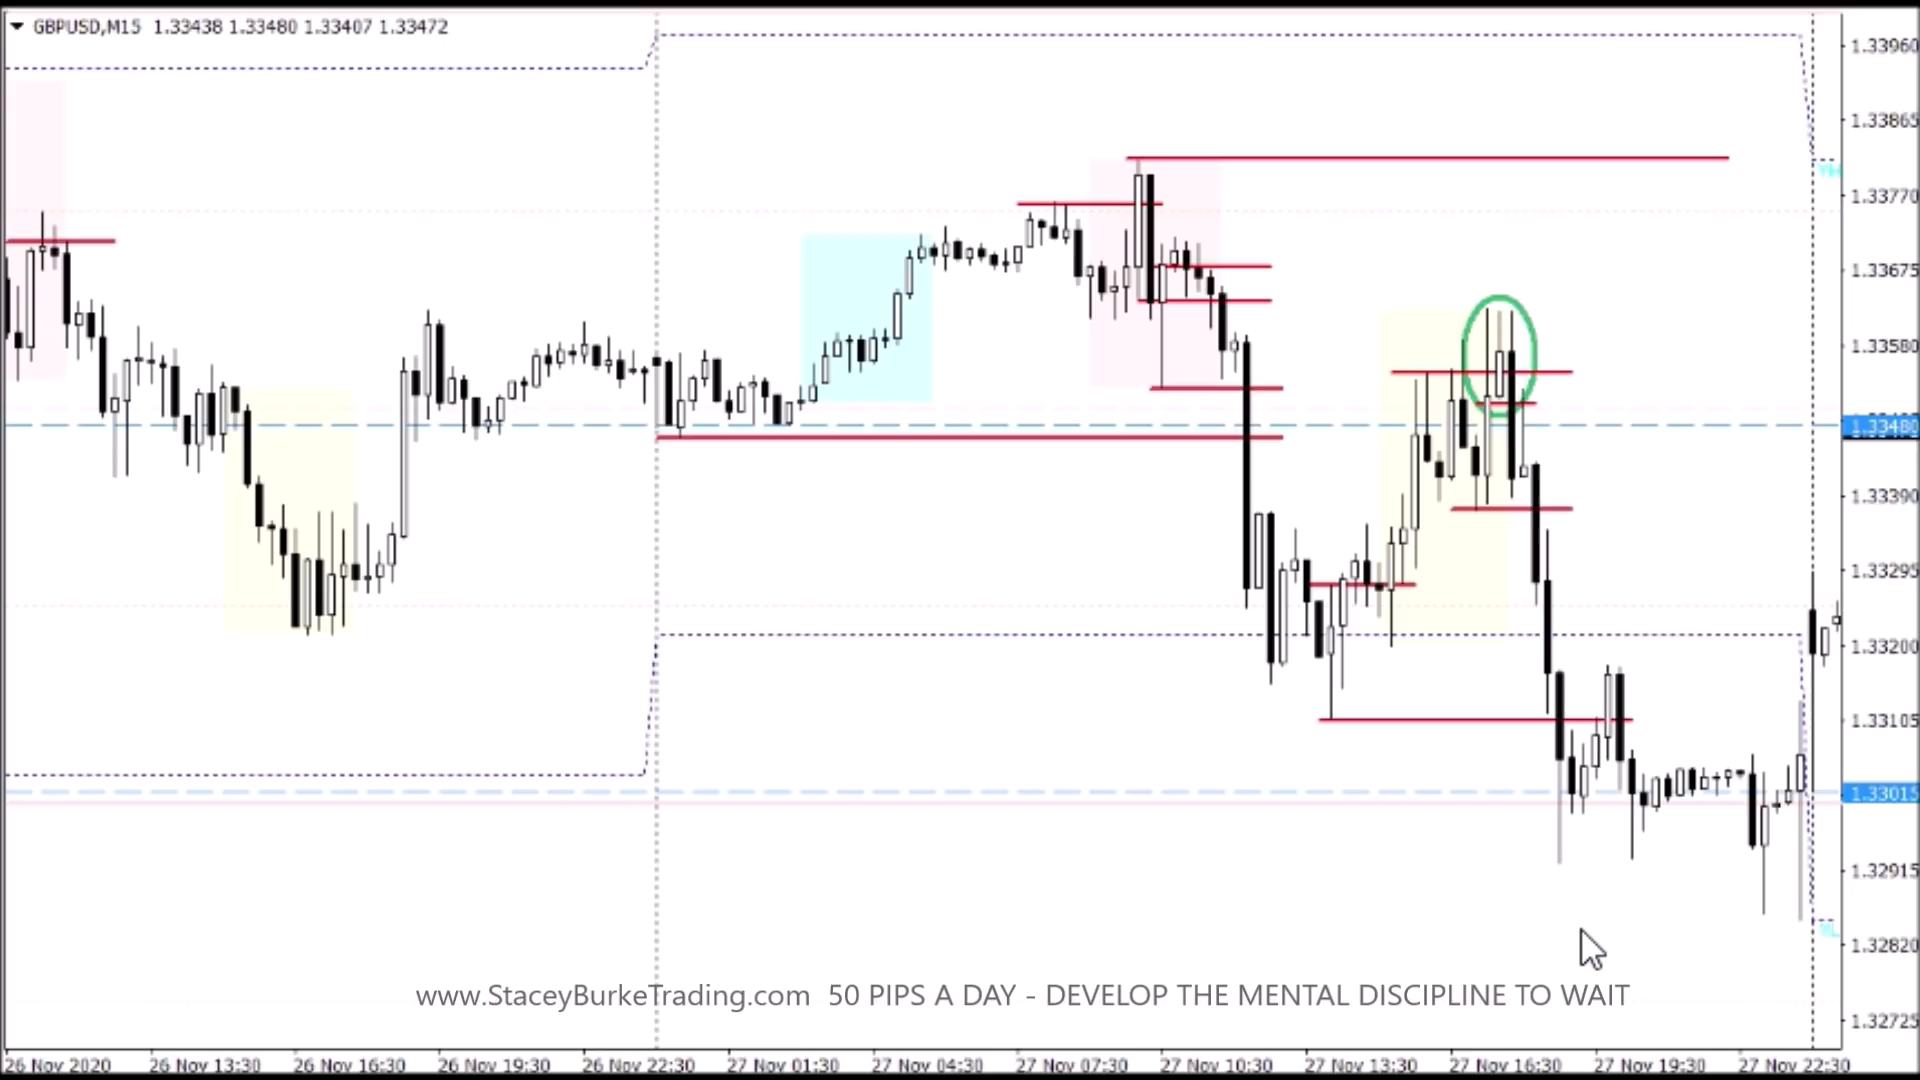 GBPUSD,M15 1.33438 1.33480 1.33407 1.33472
1.33960
1.33865
YH
1.33770
1.33675
1.33580
1.33480
1.33390
1.33295
1.33200
1.33105
1.33015
1.32915
YL
1.32820
www.StaceyBurkeTrading.com 50 PIPS A DAY - DEVELOP THE MENTAL DISCIPLINE TO WAIT
1.32725
26 Nov 2020 26 Nov 13:30 26 Nov 16:30 26 Nov 19:30 26 Nov 22:30 27 Nov 01:30 27 Nov 04:30 27 Nov 07:30 27 Nov 10:30 27 Nov 13:30 27 Nov 16:30 27 Nov 19:30 27 Nov 22:30